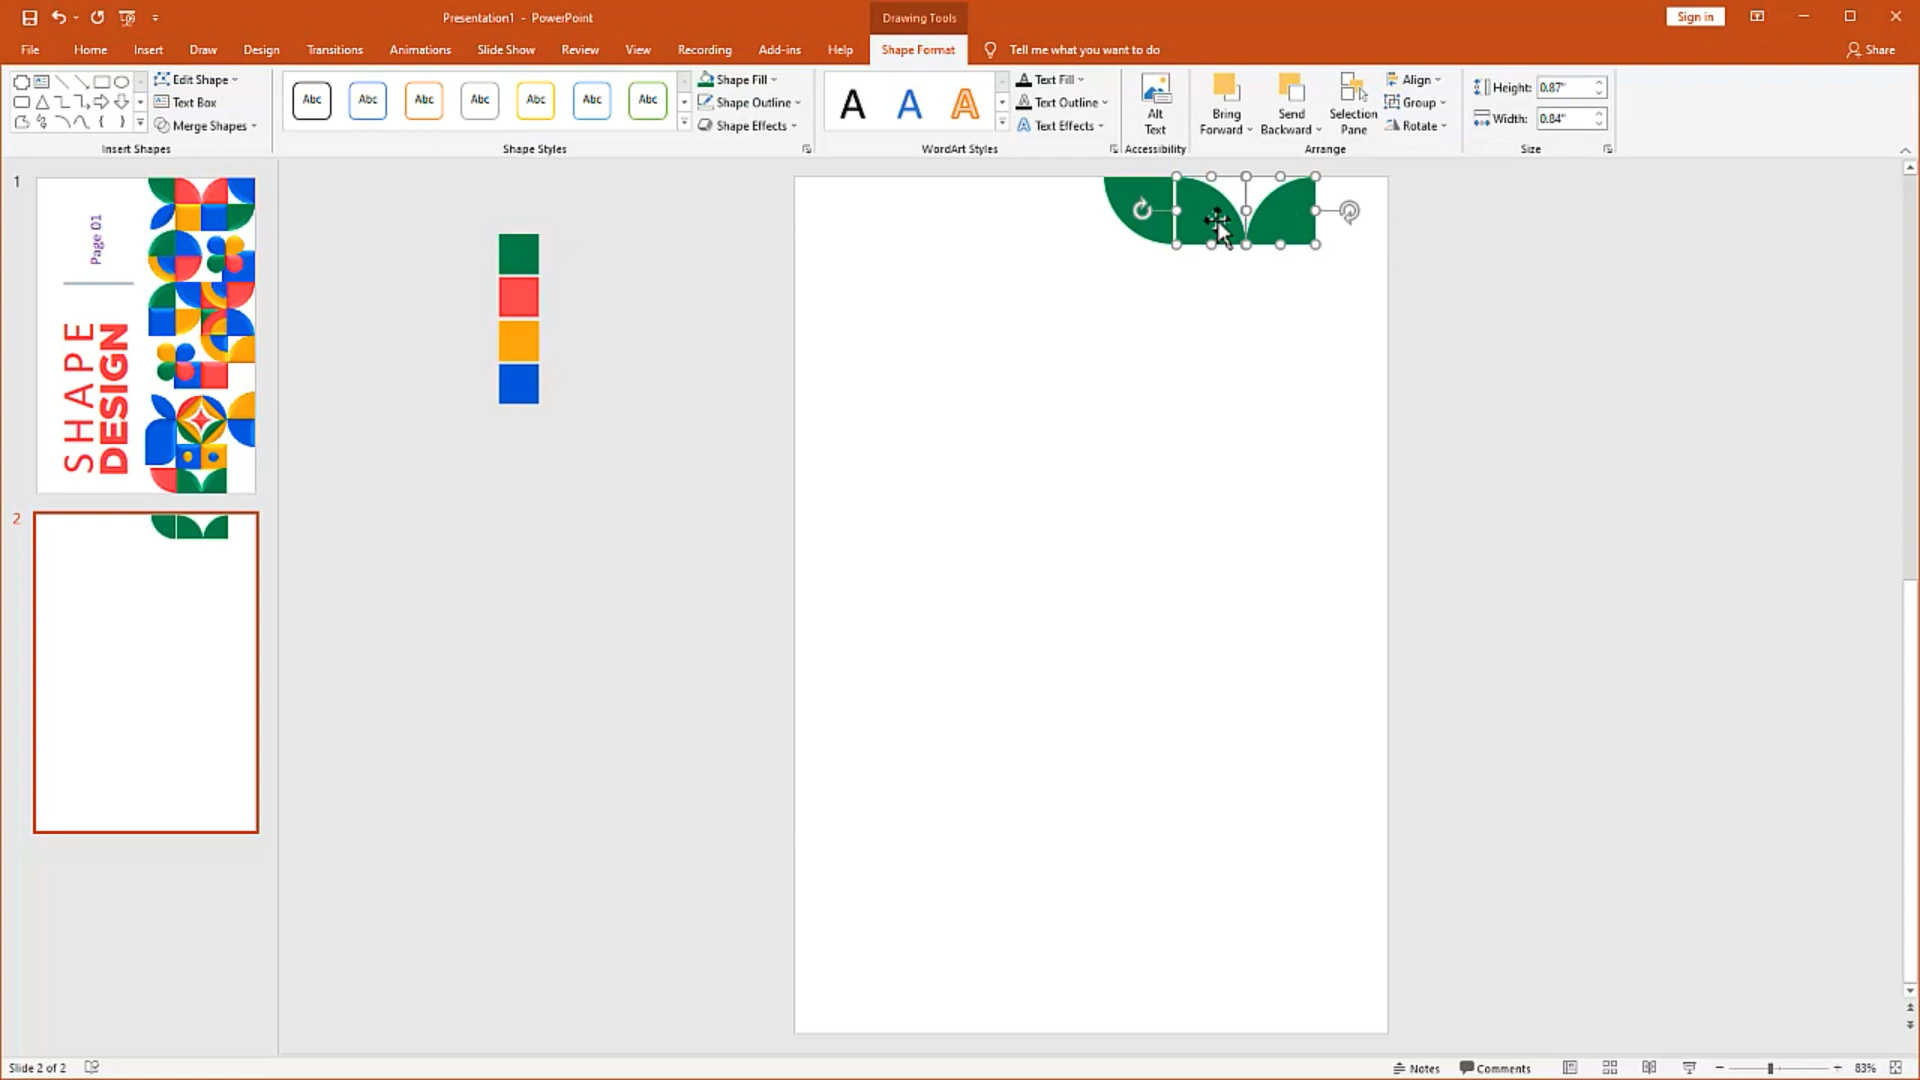 Presentation1 - PowerPoint
Drawing Tools
Sign in
File Home Insert Draw Design Transitions Animations Slide Show Review View Recording Add-ins Help Shape Format Tell me what you want to do Share
Edit Shape
Text Box
Merge Shapes
Insert Shapes
Abc Abc Abc Abc Abc Abc Abc
Shape Fill
Shape Outline
Shape Effects
Shape Styles
A A A
Text Fill
Text Outline
Text Effects
WordArt Styles
Alt
Text
Accessibility
Bring
Forward
Send
Backward
Selection
Pane
Align
Group
Rotate
Arrange
Height: 0.87"
Width: 0.84"
Size
1
Page 01
SHAPE
DESIGN
2
Slide 2 of 2
Notes
Comments
83%